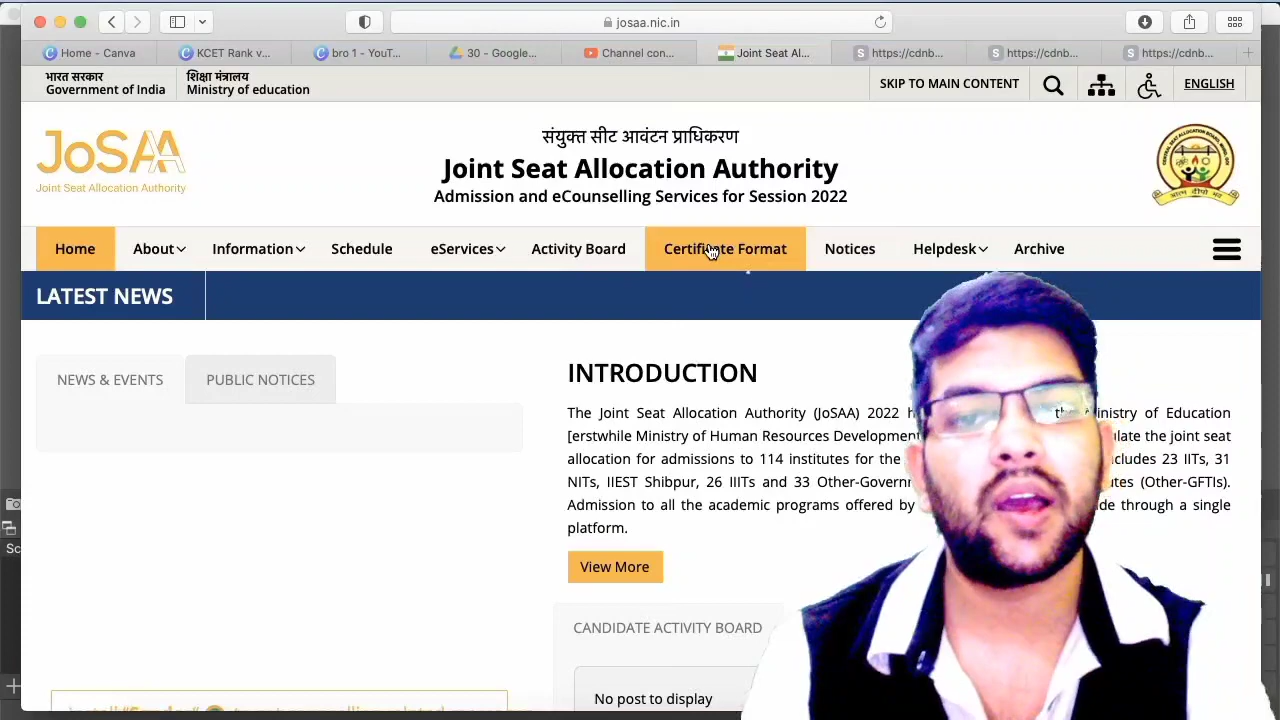 josaa.nic.in
Home - Canva
KCET Rank v...
bro 1 - YouT...
30 - Google...
Channel con...
Joint Seat Al...
https://cdnb...
https://cdnb...
https://cdnb...
भारत सरकार
Government of India
शिक्षा मंत्रालय
Ministry of education
SKIP TO MAIN CONTENT
ENGLISH
JoSAA
Joint Seat Allocation Authority
संयुक्त सीट आवंटन प्राधिकरण
Joint Seat Allocation Authority
Admission and eCounselling Services for Session 2022
Home About Information Schedule eServices Activity Board Certificate Format Notices Helpdesk Archive
LATEST NEWS
NEWS & EVENTS
PUBLIC NOTICES
INTRODUCTION
The Joint Seat Allocation Authority (JoSAA) 2022 Ministry of Education
[erstwhile Ministry of Human Resources Development the joint seat
allocation for admissions to 114 institutes for the 23 IITs, 31
NITs, IIEST Shibpur, 26 IIITs and 33 (Other-GFTIs).
Admission to all the academic programs offered by through a single
platform.
View More
CANDIDATE ACTIVITY BOARD
No post to display